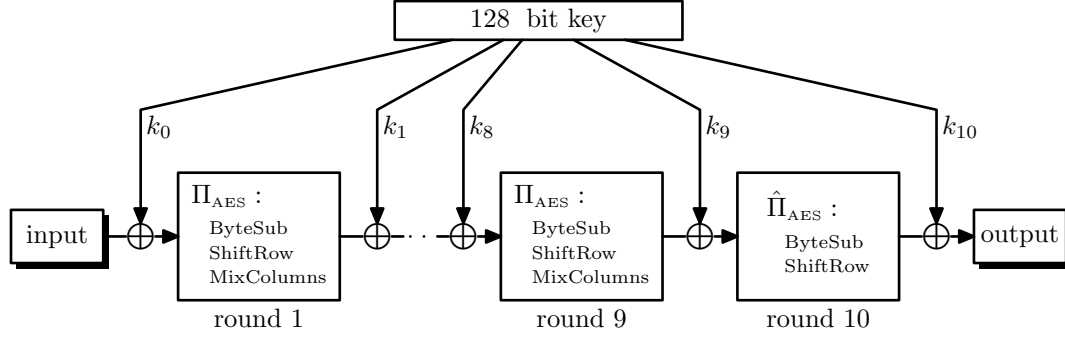 128 bit key
k₀ k₁ k₈ k₉ k₁₀
Π_AES : Π_AES : Π̂_AES :
input ByteSub ByteSub ByteSub output
ShiftRow ShiftRow ShiftRow
MixColumns ··· MixColumns
round 1 round 9 round 10